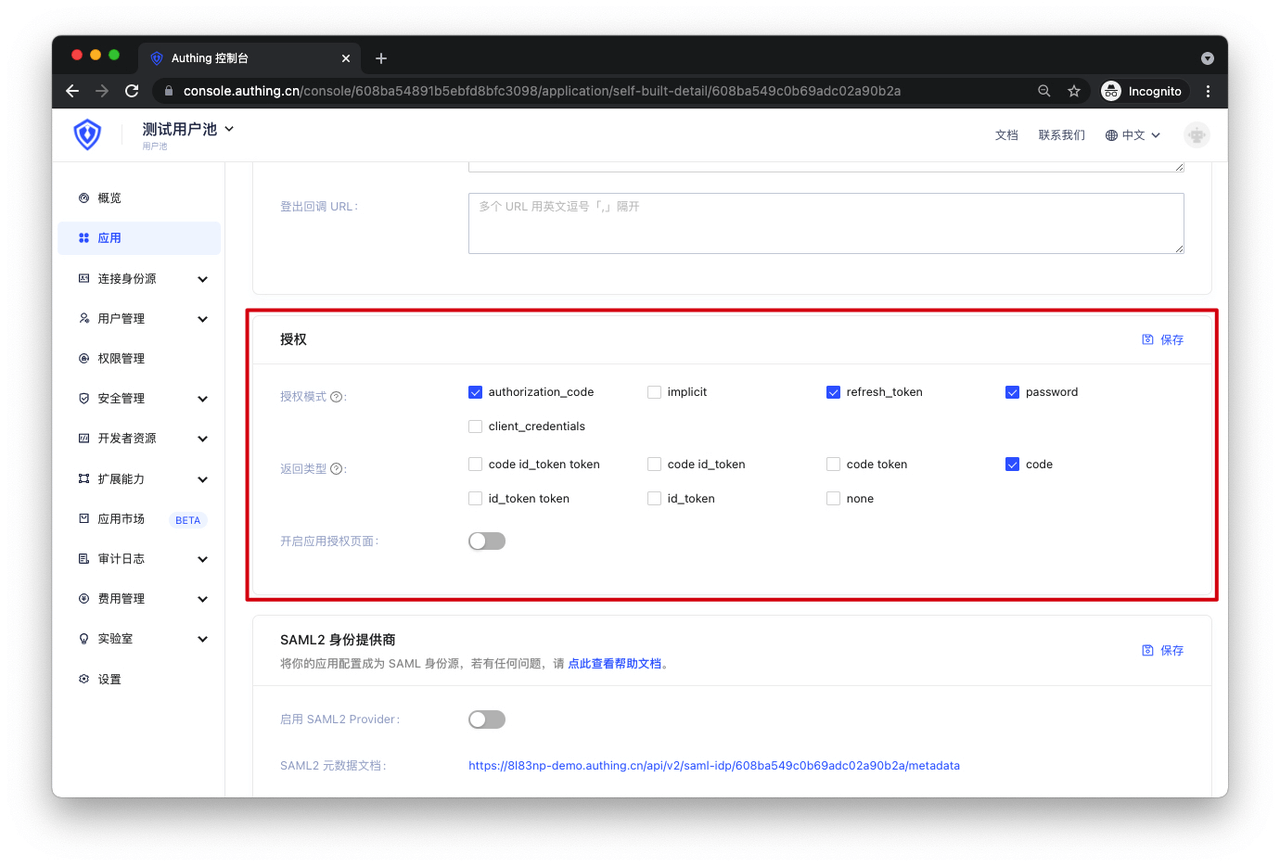 Authing 控制台
console.authing.cn/console/608ba54891b5ebfd8bfc3098/application/self-built-detail/608ba549c0b69adc02a90b2a
Incognito
测试用户池
用户池
文档
联系我们
中文
概览
应用
连接身份源
用户管理
权限管理
安全管理
开发者资源
扩展能力
应用市场 BETA
审计日志
费用管理
实验室
设置
登出回调 URL：
多个 URL 用英文逗号「,」隔开
授权
保存
授权模式 ?：
authorization_code implicit refresh_token password
client_credentials
返回类型 ?：
code id_token token code id_token code token code
id_token token id_token none
开启应用授权页面：
SAML2 身份提供商
保存
将你的应用配置成为 SAML 身份源，若有任何问题，请 点此查看帮助文档。
启用 SAML2 Provider：
SAML2 元数据文档：
https://8l83np-demo.authing.cn/api/v2/saml-idp/608ba549c0b69adc02a90b2a/metadata